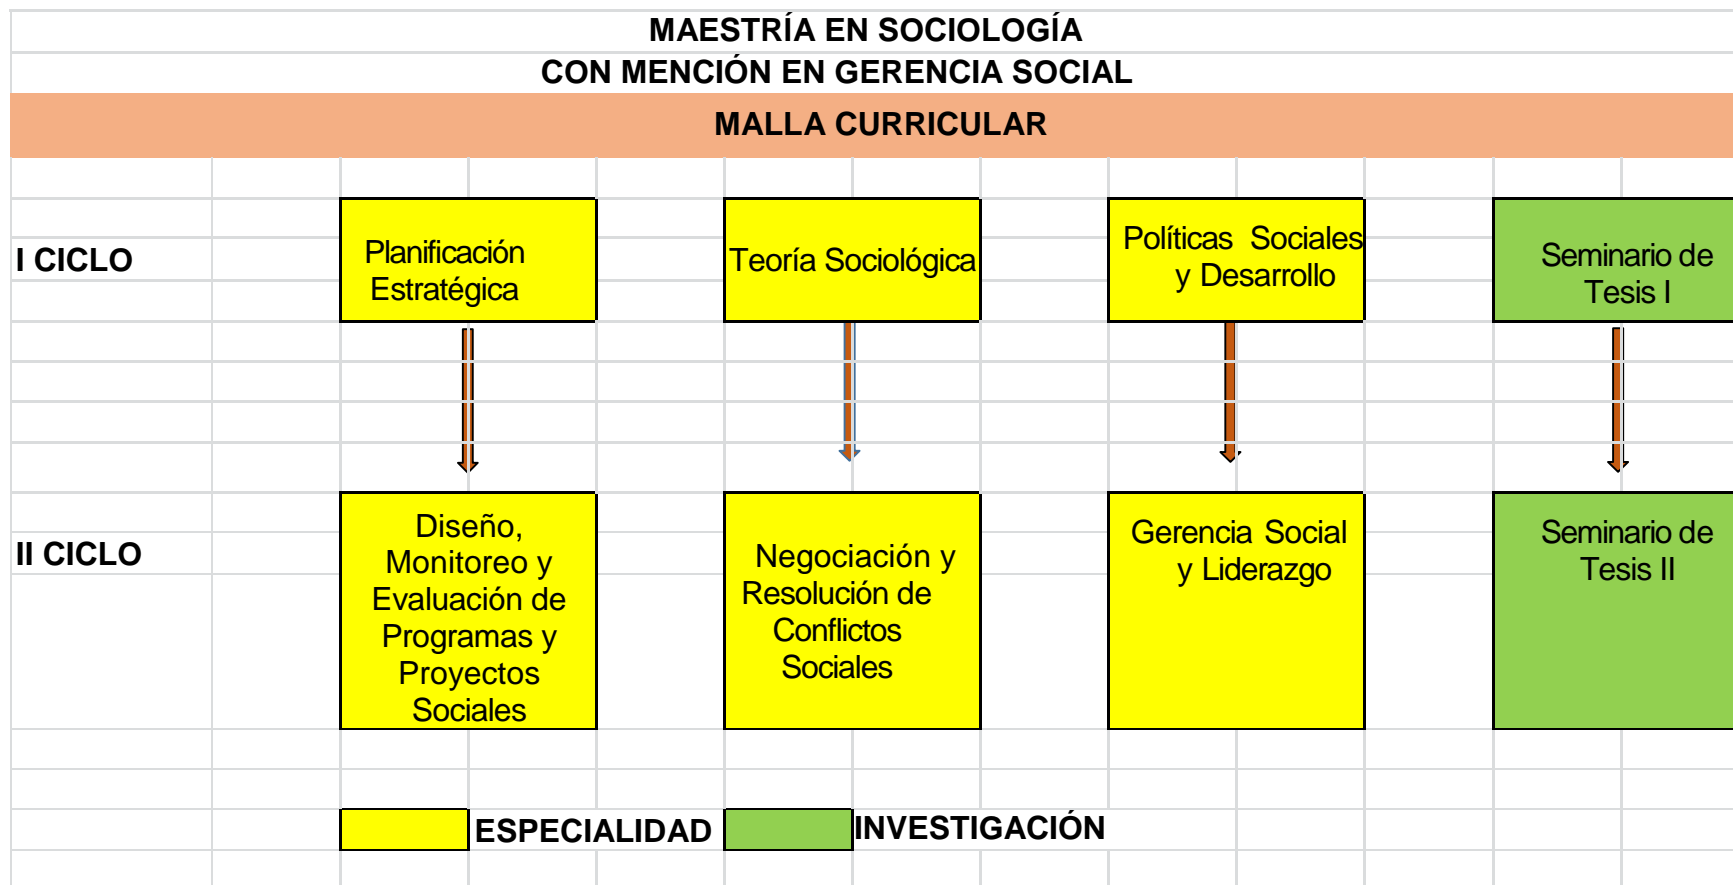 MAESTRÍA EN SOCIOLOGÍA
CON MENCIÓN EN GERENCIA SOCIAL
MALLA CURRICULAR
I CICLO
Planificación
Estratégica
Teoría Sociológica
Políticas Sociales
y Desarrollo
Seminario de
Tesis I
II CICLO
Diseño,
Monitoreo y
Evaluación de
Programas y
Proyectos
Sociales
Negociación y
Resolución de
Conflictos
Sociales
Gerencia Social
y Liderazgo
Seminario de
Tesis II
ESPECIALIDAD
INVESTIGACIÓN